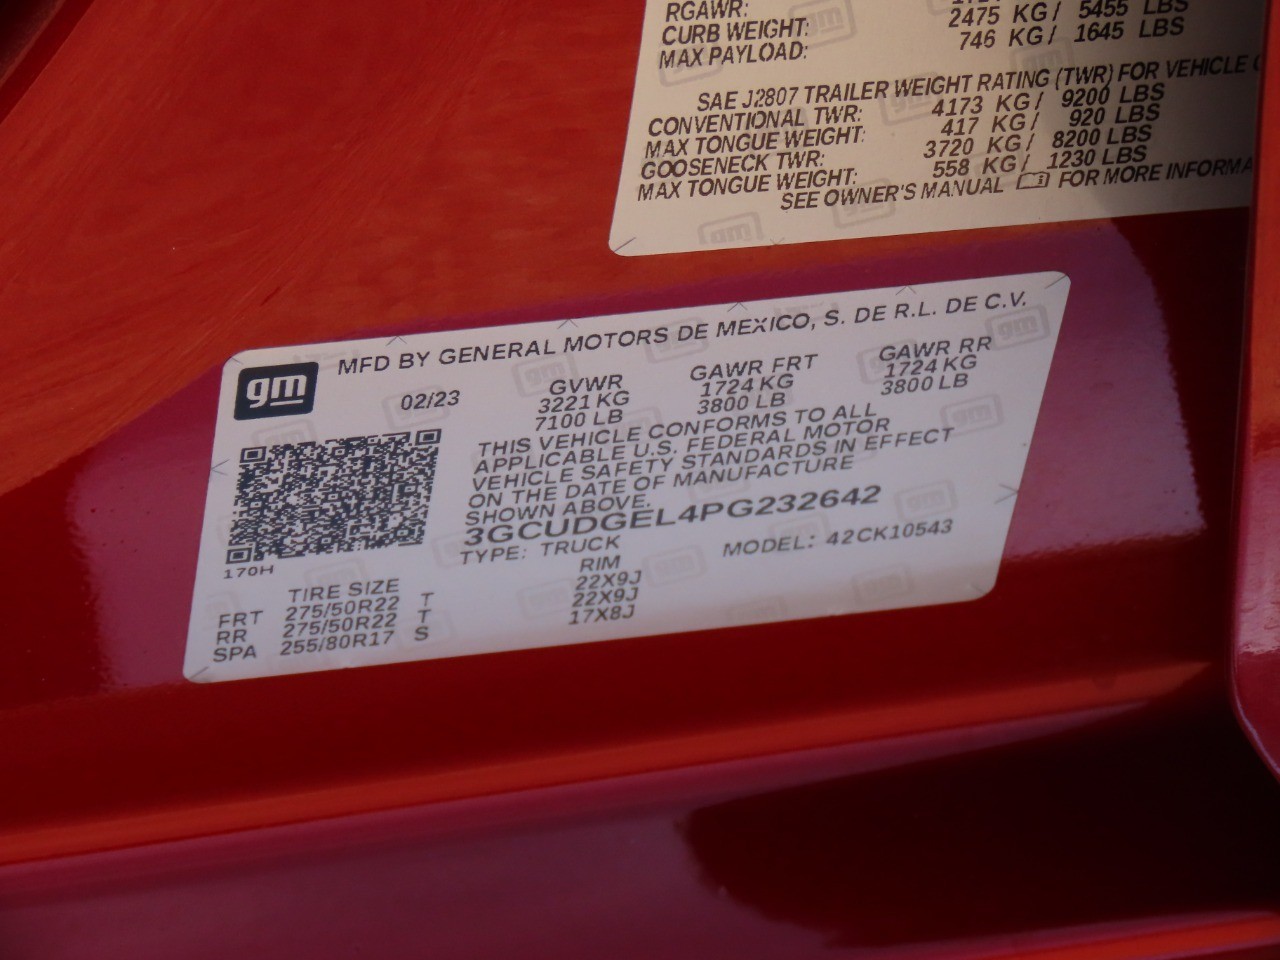 RGAWR:
CURB WEIGHT: 2475 KG/ 5455 LBS
MAX PAYLOAD: 746 KG/ 1645 LBS
SAE J2807 TRAILER WEIGHT RATING (TWR) FOR VEHICLE
CONVENTIONAL TWR: 4173 KG/ 9200 LBS
MAX TONGUE WEIGHT: 417 KG/ 920 LBS
GOOSENECK TWR: 3720 KG/ 8200 LBS
MAX TONGUE WEIGHT: 558 KG/ 1230 LBS
SEE OWNER'S MANUAL FOR MORE INFORMA
gm
MFD BY GENERAL MOTORS DE MEXICO, S. DE R.L. DE C.V.
02/23 GVWR GAWR FRT GAWR RR
3221 KG 1724 KG 1724 KG
7100 LB 3800 LB 3800 LB
THIS VEHICLE CONFORMS TO ALL
APPLICABLE U.S. FEDERAL MOTOR
VEHICLE SAFETY STANDARDS IN EFFECT
ON THE DATE OF MANUFACTURE
SHOWN ABOVE.
3GCUDGEL4PG232642
TYPE: TRUCK MODEL: 42CK10543
170H
TIRE SIZE RIM
FRT 275/50R22 T 22X9J
RR 275/50R22 T 22X9J
SPA 255/80R17 S 17X8J